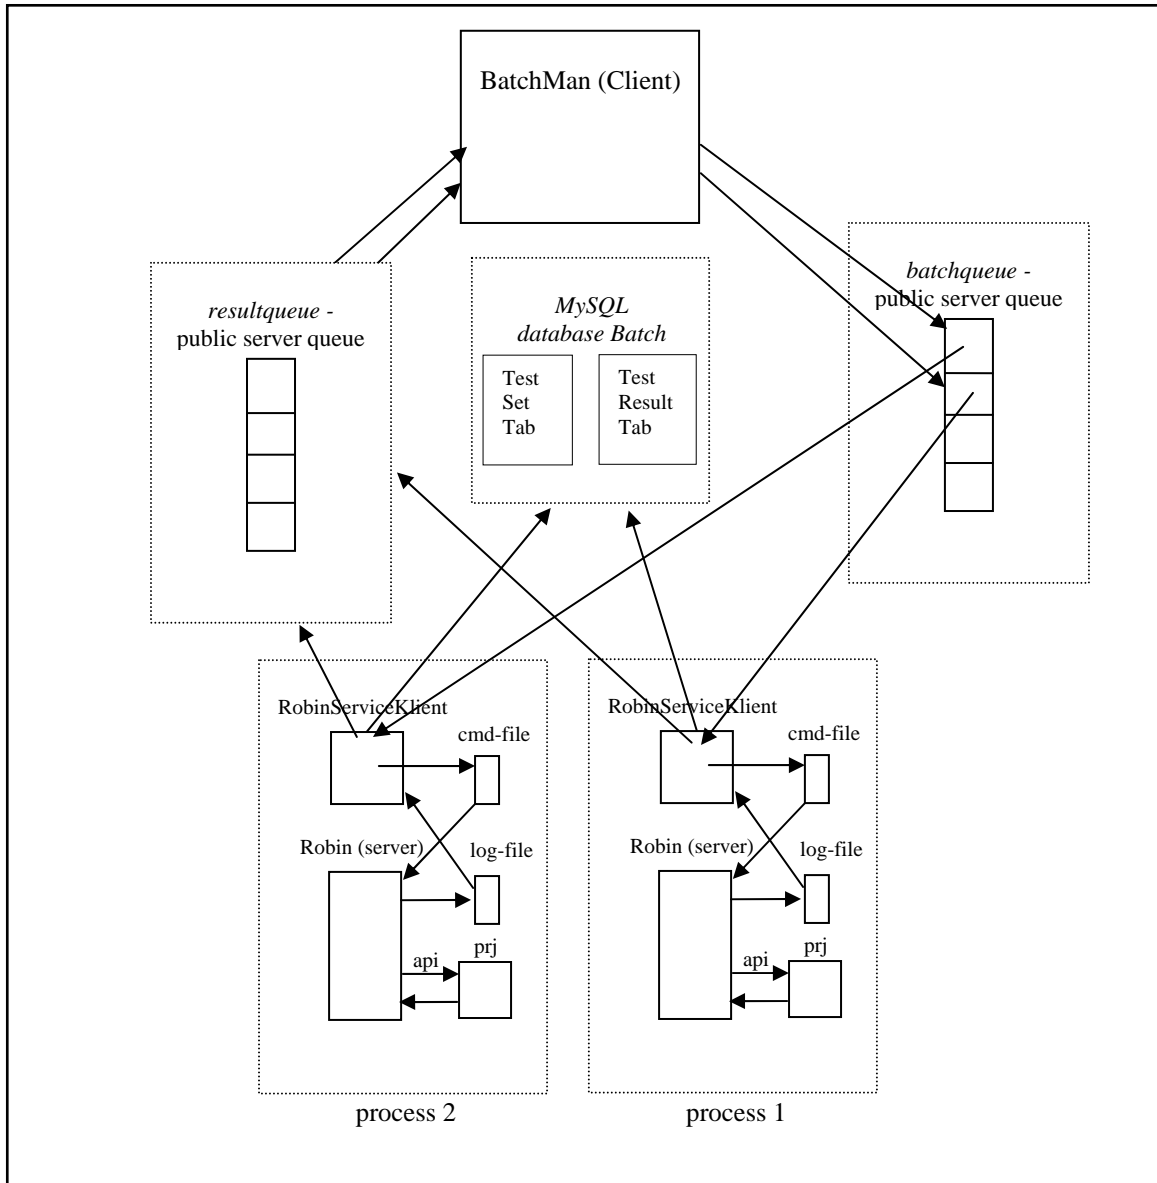 BatchMan (Client)
batchqueue -
public server queue
resultqueue -
public server queue
MySQL
database Batch
Test
Set
Tab
Test
Result
Tab
RobinServiceKlient
cmd-file
Robin (server)
log-file
api
prj
process 2
RobinServiceKlient
cmd-file
Robin (server)
log-file
api
prj
process 1